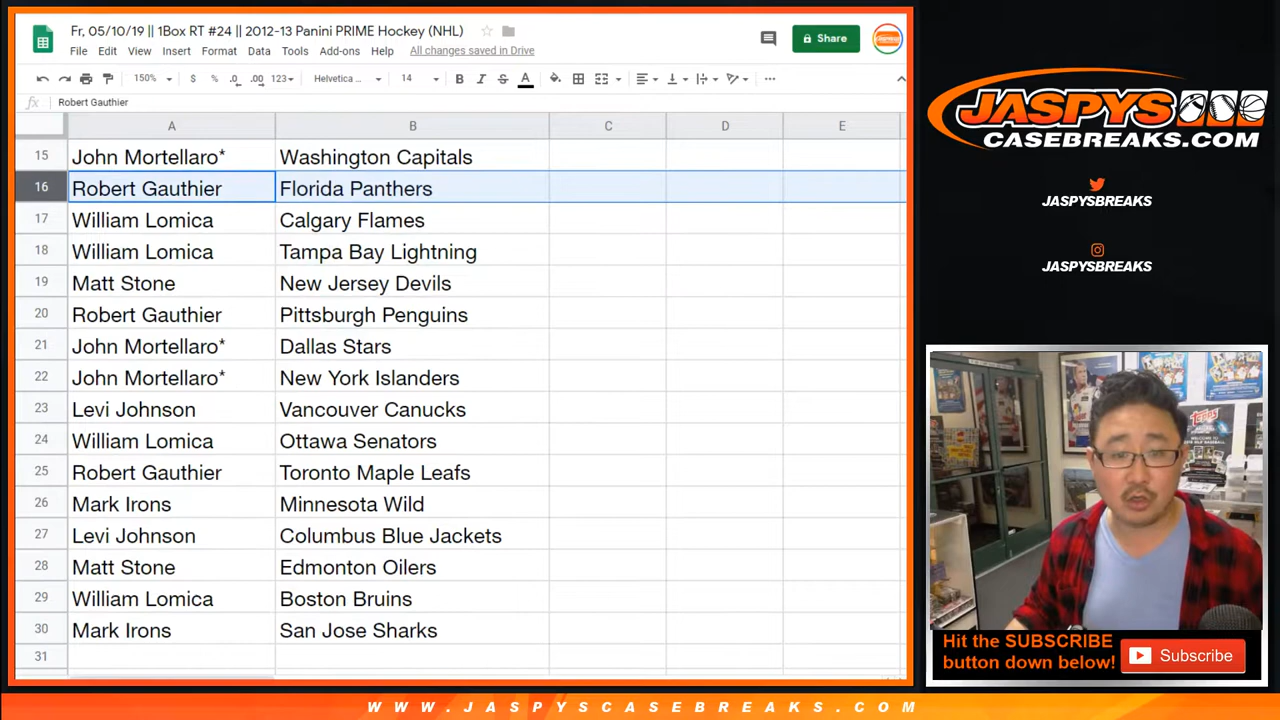 Fr, 05/10/19 || 1Box RT #24 || 2012-13 Panini PRIME Hockey (NHL)
File Edit View Insert Format Data Tools Add-ons Help All changes saved in Drive
Share
150% $ % .0 .00 123 Helvetica ... 14 B I S A
fx Robert Gauthier
A B C D E
15 John Mortellaro* Washington Capitals
16 Robert Gauthier Florida Panthers
17 William Lomica Calgary Flames
18 William Lomica Tampa Bay Lightning
19 Matt Stone New Jersey Devils
20 Robert Gauthier Pittsburgh Penguins
21 John Mortellaro* Dallas Stars
22 John Mortellaro* New York Islanders
23 Levi Johnson Vancouver Canucks
24 William Lomica Ottawa Senators
25 Robert Gauthier Toronto Maple Leafs
26 Mark Irons Minnesota Wild
27 Levi Johnson Columbus Blue Jackets
28 Matt Stone Edmonton Oilers
29 William Lomica Boston Bruins
30 Mark Irons San Jose Sharks
31
JASPYS
CASEBREAKS.COM
JASPYSBREAKS
JASPYSBREAKS
TOPPS
Hit the SUBSCRIBE
button down below!
Subscribe
WWW.JASPYSCASEBREAKS.COM